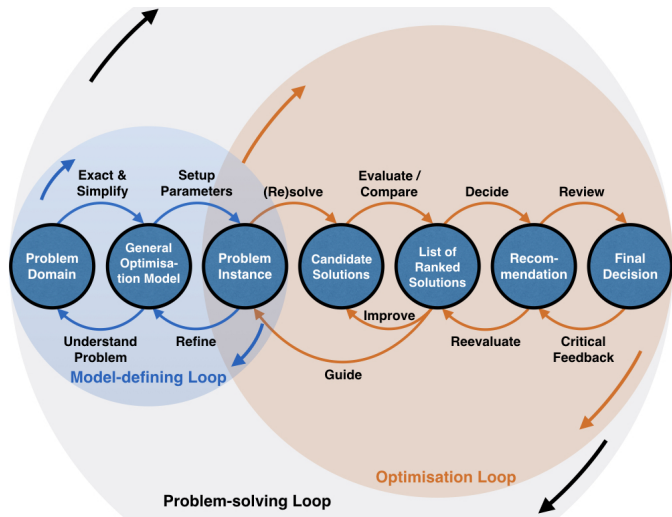 Exact &
Simplify
Setup
Parameters
(Re)solve
Evaluate /
Compare
Decide
Review
Problem
Domain
General
Optimisa-
tion Model
Problem
Instance
Candidate
Solutions
List of
Ranked
Solutions
Recom-
mendation
Final
Decision
Understand
Problem
Refine
Improve
Guide
Reevaluate
Critical
Feedback
Model-defining Loop
Optimisation Loop
Problem-solving Loop